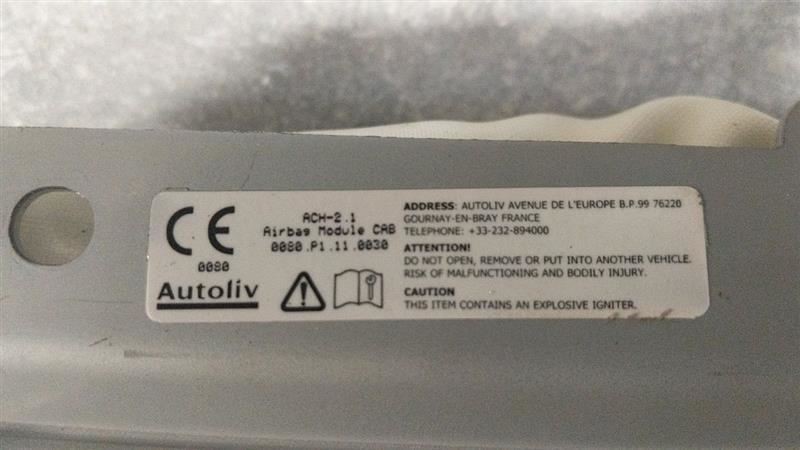 CE
0080
Autoliv
ACH-2.1
Airbag Module CAB
0080.P1.11.0030
ADDRESS: AUTOLIV AVENUE DE L'EUROPE B.P.99 76220
GOURNAY-EN-BRAY FRANCE
TELEPHONE: +33-232-894000
ATTENTION!
DO NOT OPEN, REMOVE OR PUT INTO ANOTHER VEHICLE.
RISK OF MALFUNCTIONING AND BODILY INJURY.
CAUTION
THIS ITEM CONTAINS AN EXPLOSIVE IGNITER.